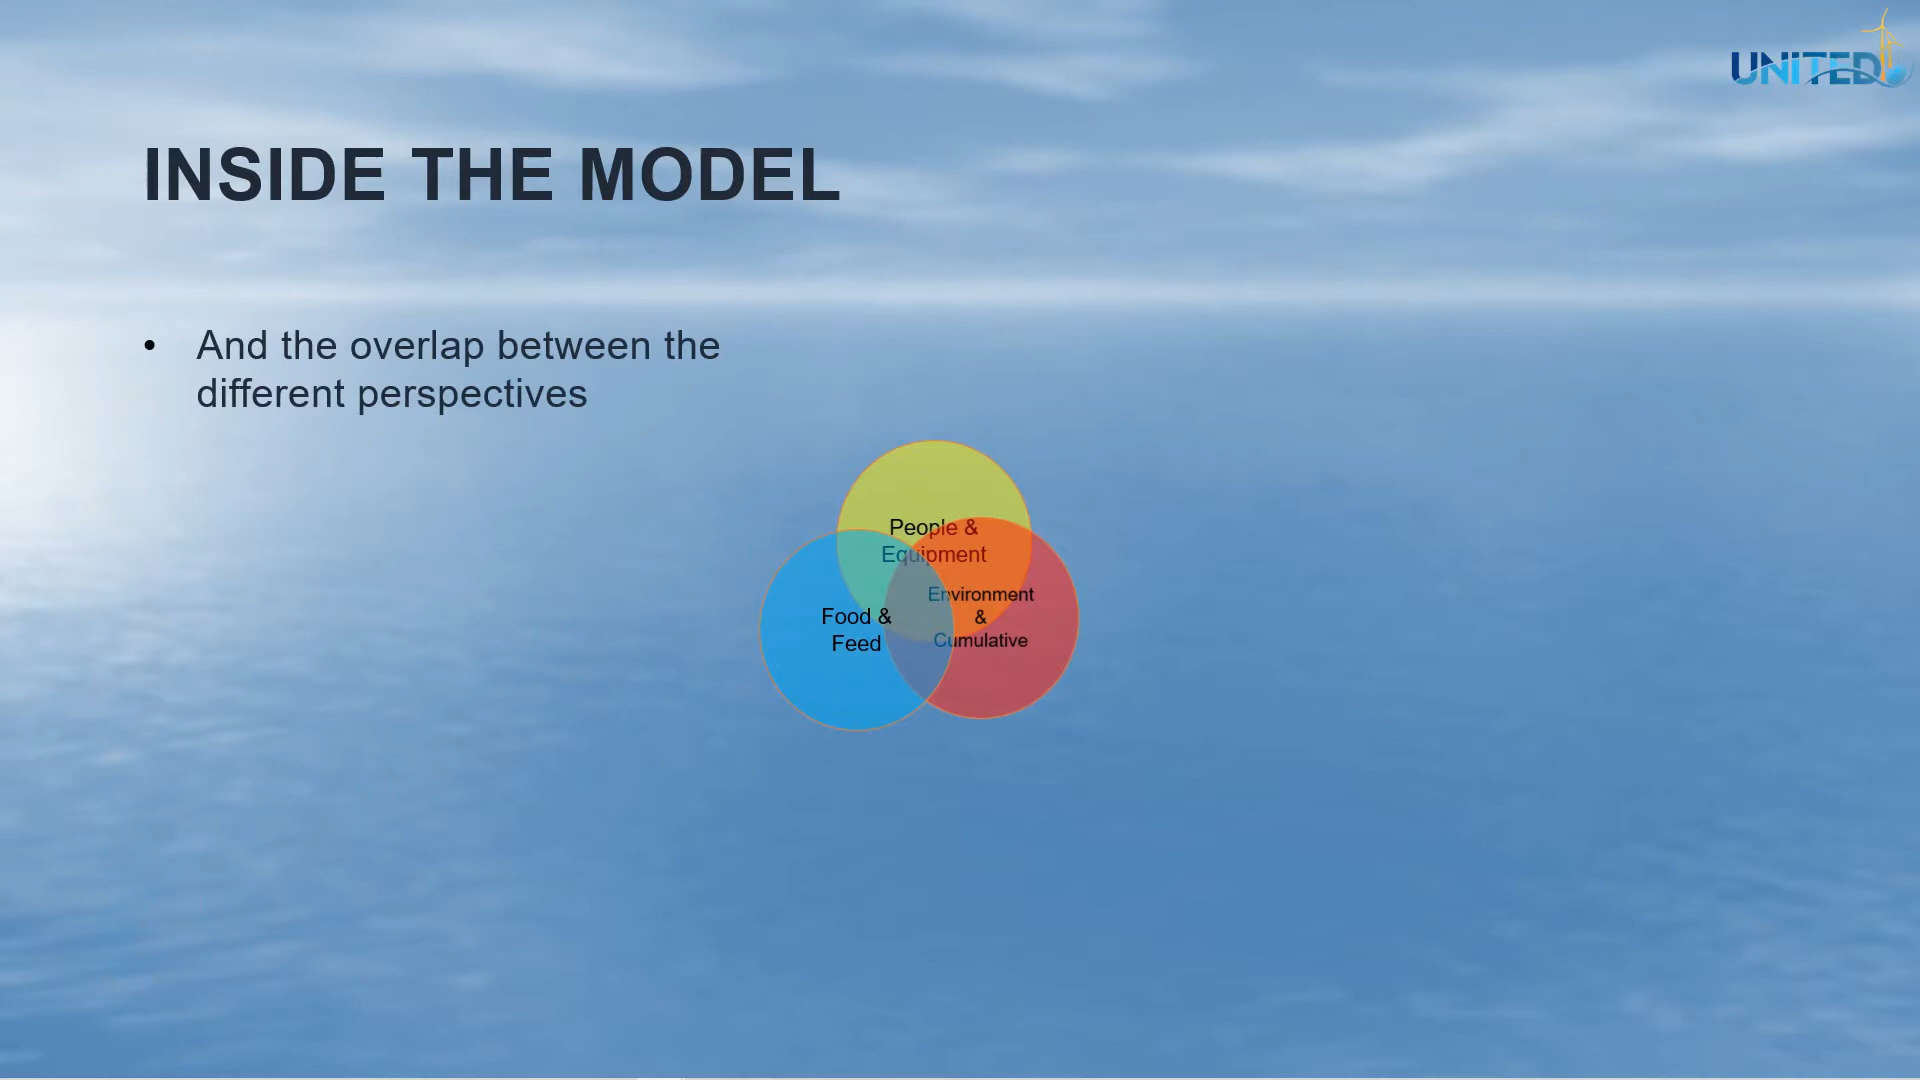 UNITED
INSIDE THE MODEL
• And the overlap between the
different perspectives
People &
Equipment
Environment
&
Cumulative
Food &
Feed